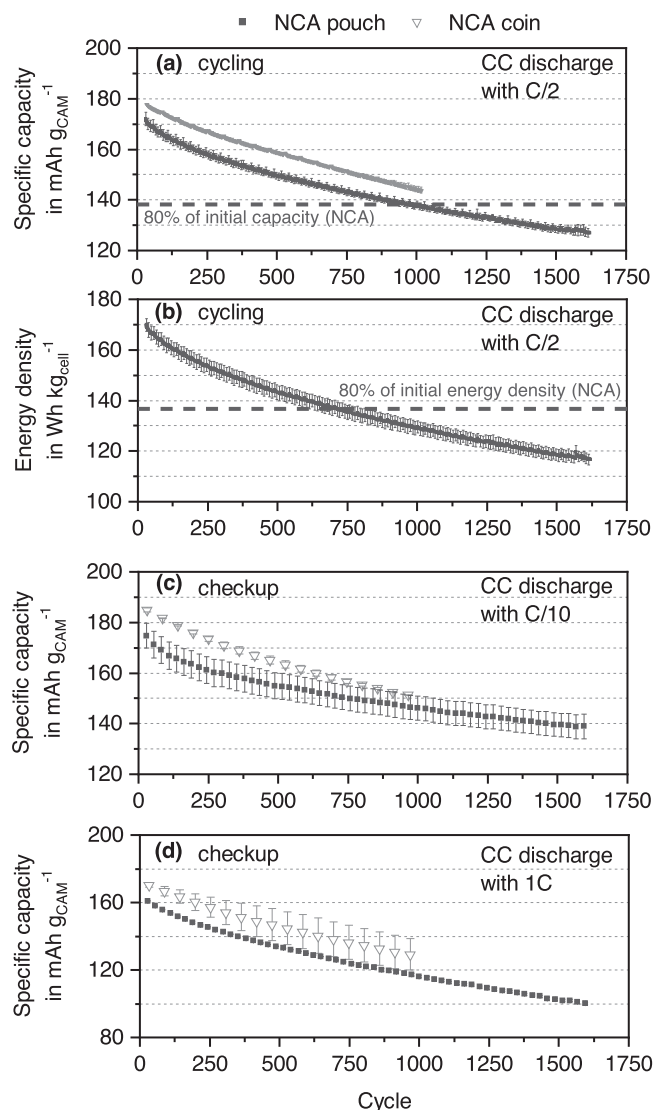 NCA pouch NCA coin
200
(a) cycling CC discharge
with C/2
180
160
140
80% of initial capacity (NCA)
120
0 250 500 750 1000 1250 1500 1750
Specific capacity
in mAh g_CAM^-1
180
(b) cycling CC discharge
with C/2
160
80% of initial energy density (NCA)
140
120
100
0 250 500 750 1000 1250 1500 1750
Energy density
in Wh kg_cell^-1
200
(c) checkup CC discharge
with C/10
180
160
140
120
0 250 500 750 1000 1250 1500 1750
Specific capacity
in mAh g_CAM^-1
200
(d) checkup CC discharge
with 1C
160
120
80
0 250 500 750 1000 1250 1500 1750
Specific capacity
in mAh g_CAM^-1
Cycle